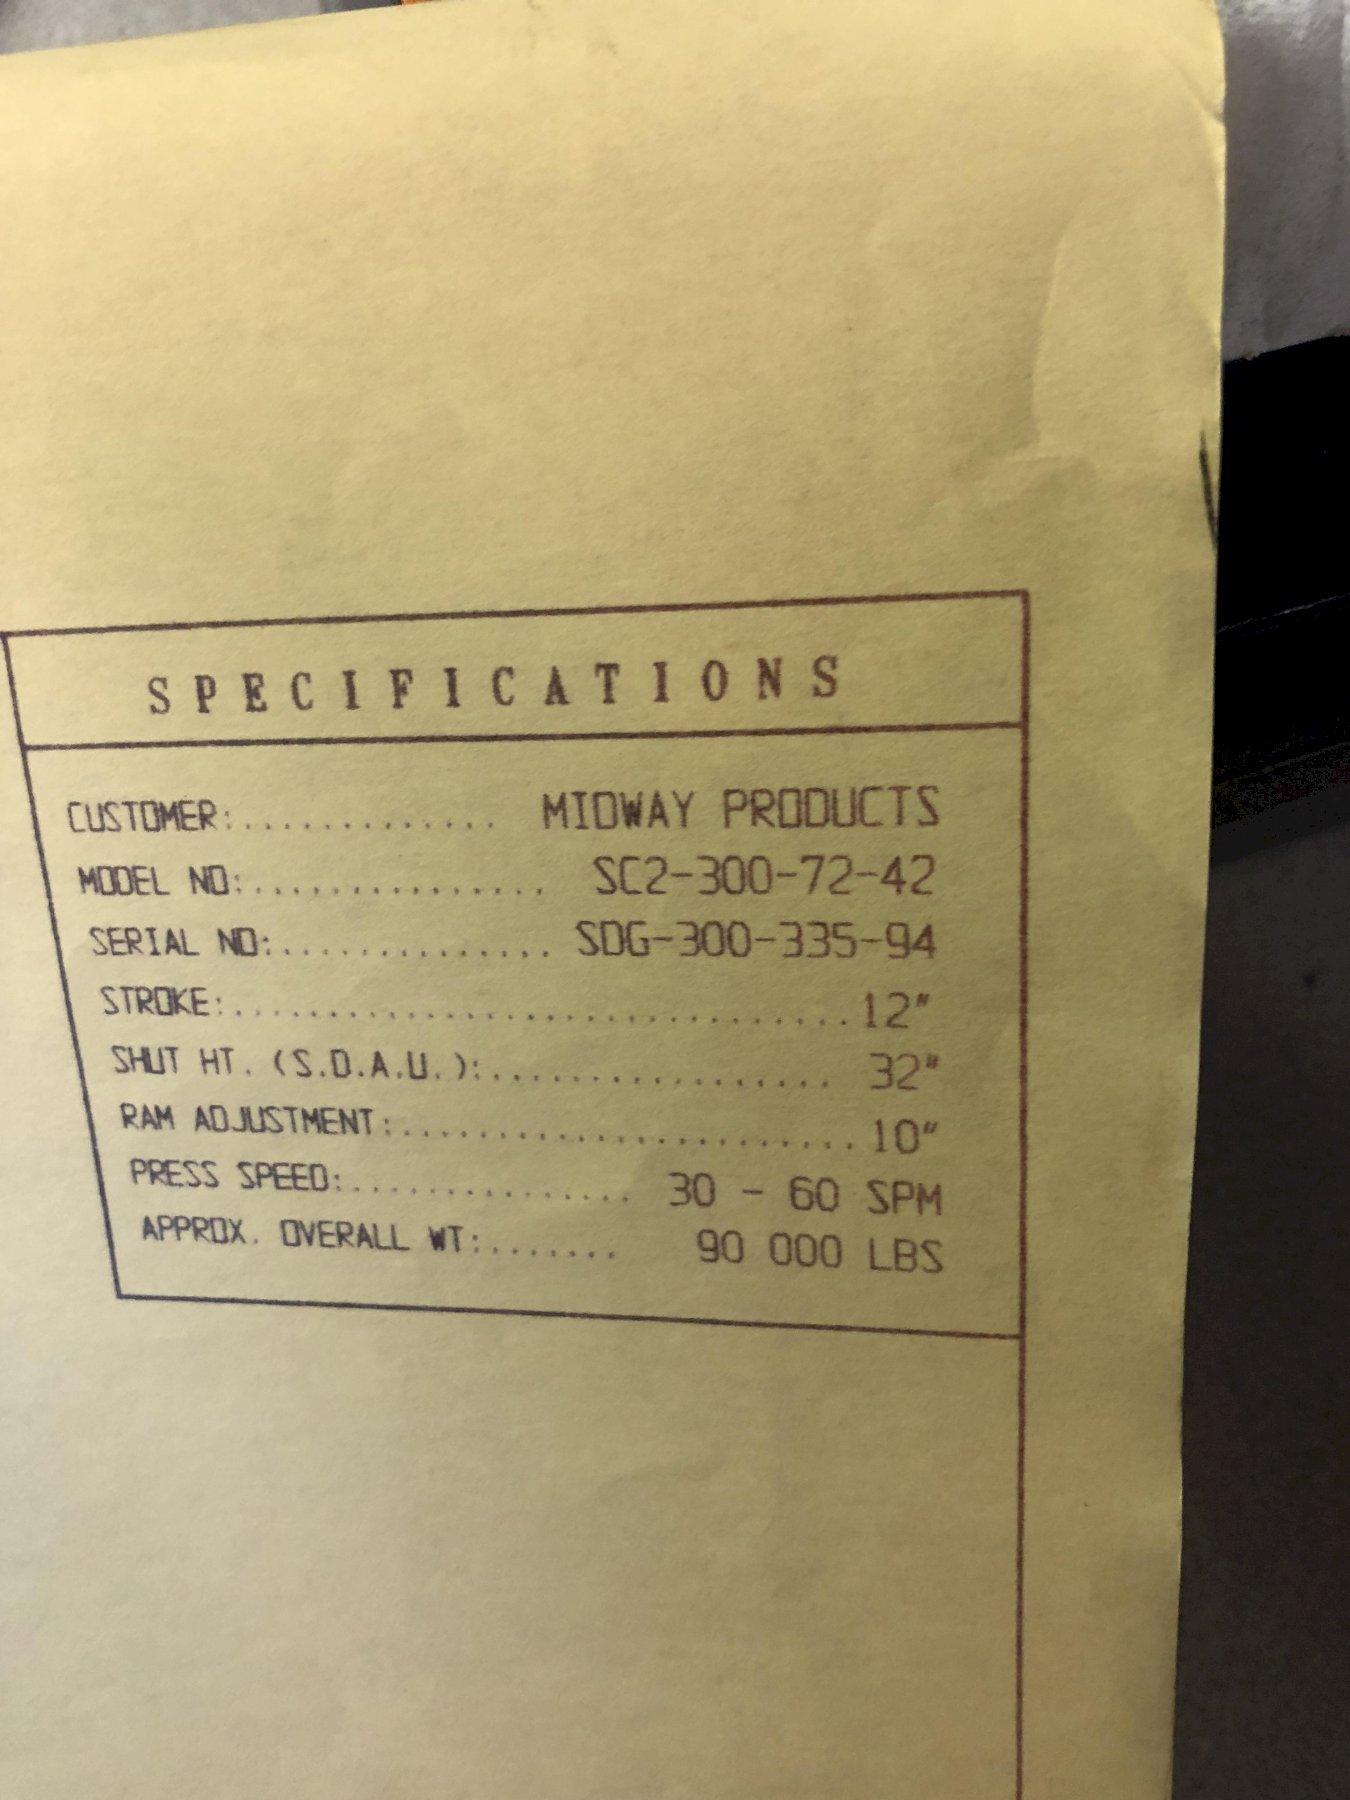 SPECIFICATIONS
CUSTOMER:.............. MIDWAY PRODUCTS
MODEL NO:................ SC2-300-72-42
SERIAL NO:............... SDG-300-335-94
STROKE:.................................12"
SHUT HT. (S.D.A.U.):................... 32"
RAM ADJUSTMENT:.........................10"
PRESS SPEED:................ 30 - 60 SPM
APPROX. OVERALL WT:........ 90 000 LBS